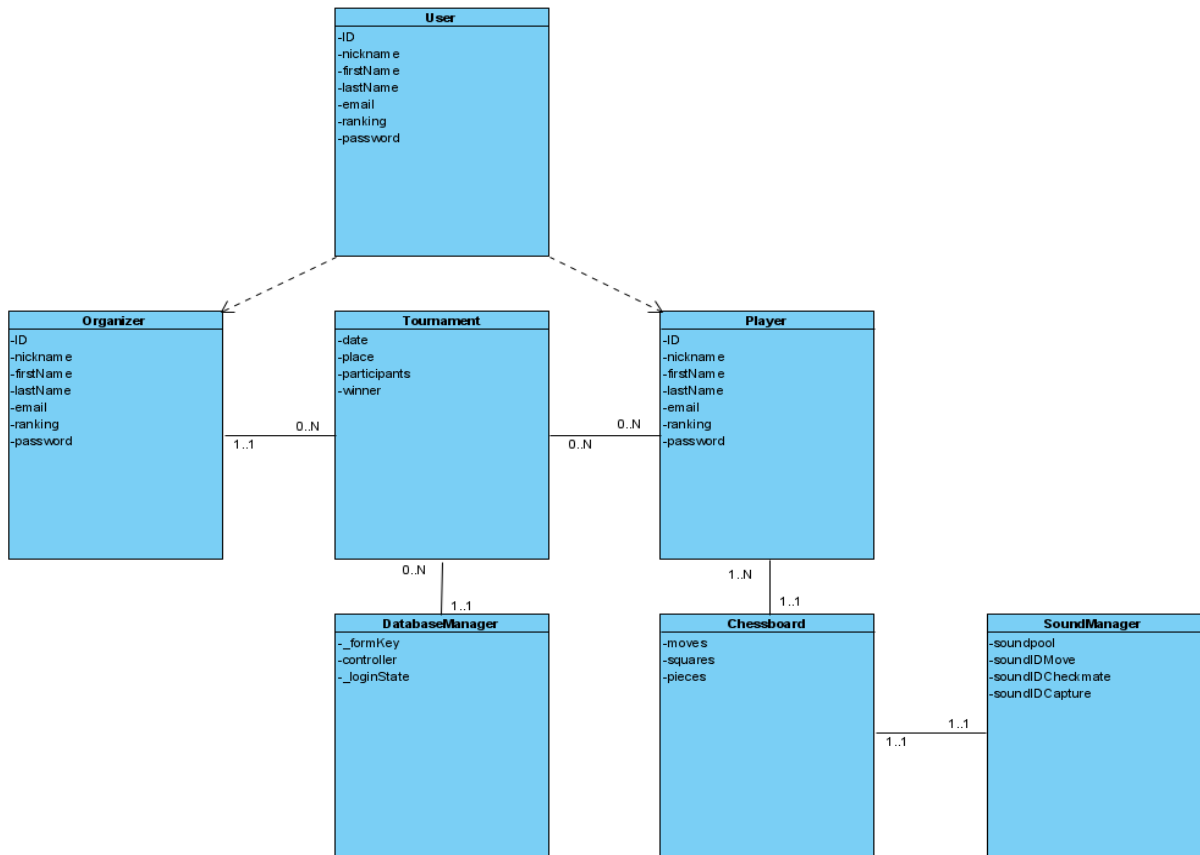 User
-ID
-nickname
-firstName
-lastName
-email
-ranking
-password
Organizer
-ID
-nickname
-firstName
-lastName
-email
-ranking
-password
1..1
0..N
Tournament
-date
-place
-participants
-winner
0..N
0..N
Player
-ID
-nickname
-firstName
-lastName
-email
-ranking
-password
0..N
1..1
1..N
1..1
DatabaseManager
-_formKey
-controller
-_loginState
Chessboard
-moves
-squares
-pieces
1..1
1..1
SoundManager
-soundpool
-soundIDMove
-soundIDCheckmate
-soundIDCapture